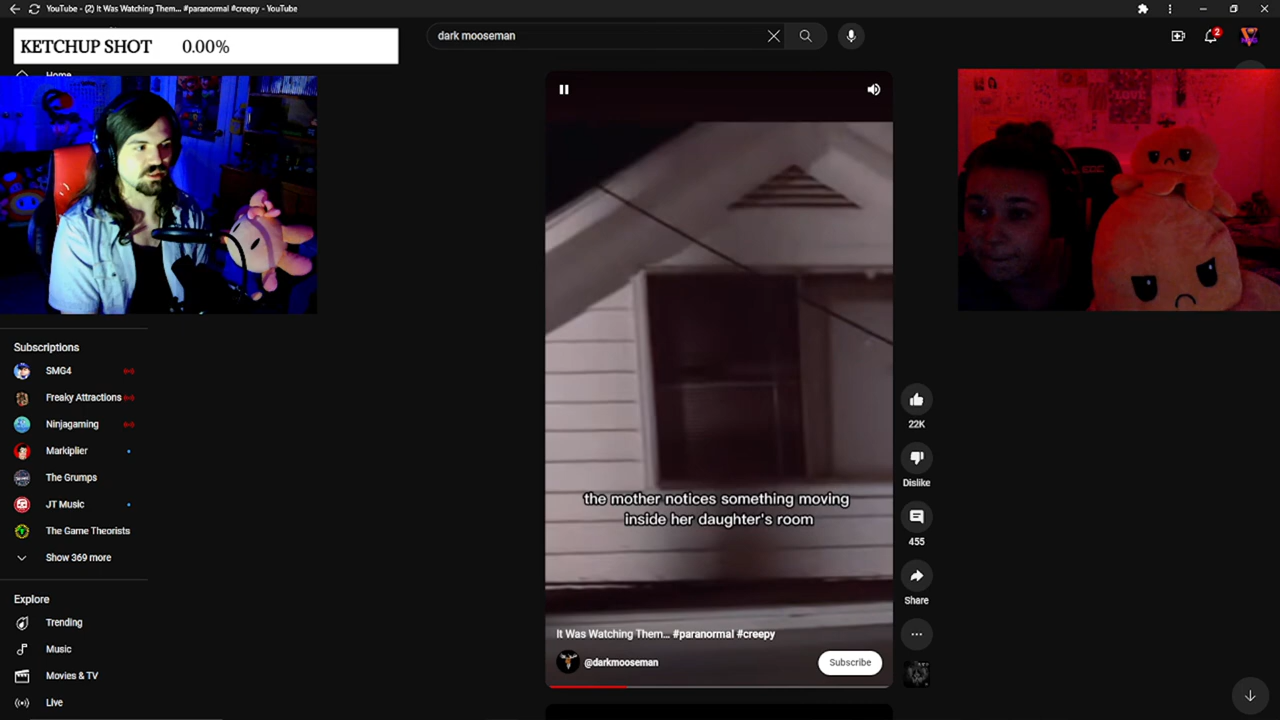 YouTube - (2) It Was Watching Them... #paranormal #creepy - YouTube
KETCHUP SHOT 0.00%
dark mooseman
2
Home
LOVE
Subscriptions
SMG4
Freaky Attractions
Ninjagaming
Markiplier
The Grumps
JT Music
The Game Theorists
Show 369 more
Explore
Trending
Music
Movies & TV
Live
the mother notices something moving
inside her daughter's room
It Was Watching Them... #paranormal #creepy
@darkmooseman
Subscribe
22K
Dislike
455
Share